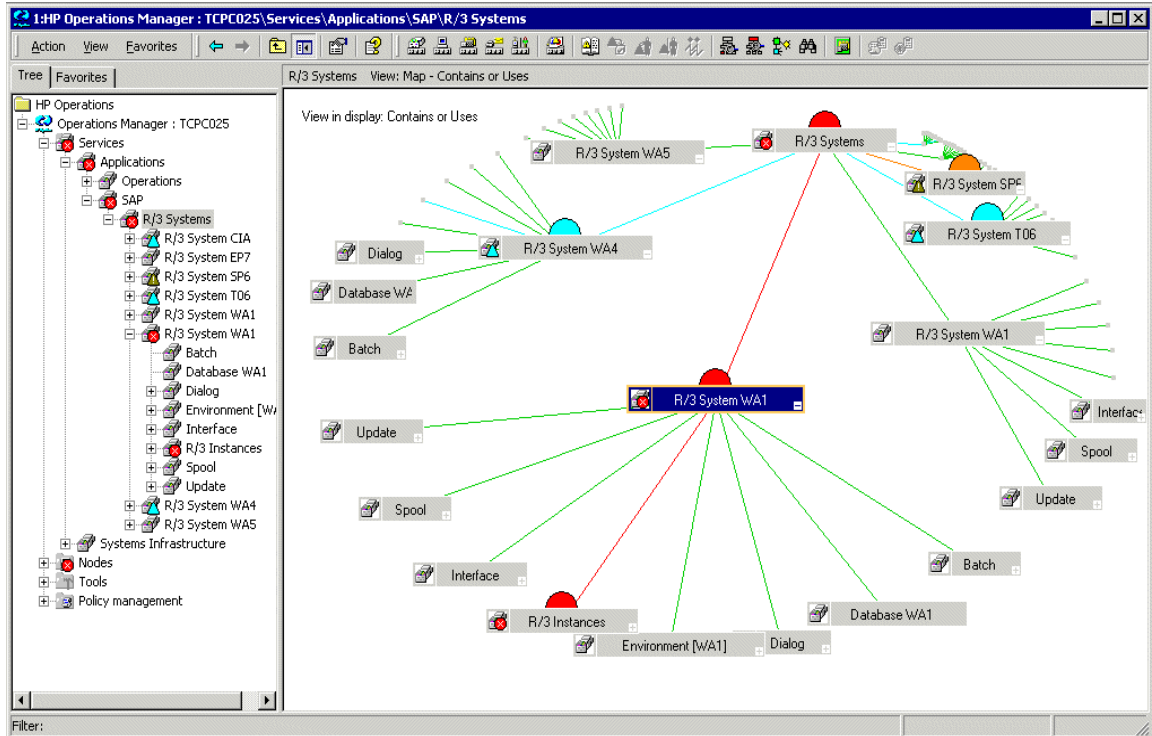 1:HP Operations Manager : TCPC025\Services\Applications\SAP\R/3 Systems
Action View Favorites
Tree Favorites
R/3 Systems View: Map - Contains or Uses
HP Operations
Operations Manager : TCPC025
Services
Applications
Operations
SAP
R/3 Systems
R/3 System CIA
R/3 System EP7
R/3 System SP6
R/3 System T06
R/3 System WA1
R/3 System WA1
Batch
Database WA1
Dialog
Environment [WA
Interface
R/3 Instances
Spool
Update
R/3 System WA4
R/3 System WA5
Systems Infrastructure
Nodes
Tools
Policy management
View in display: Contains or Uses
R/3 System WA5
R/3 Systems
R/3 System SP6
R/3 System T06
R/3 System WA4
Dialog
Database WA
Batch
R/3 System WA1
R/3 System WA1
Interfac
Spool
Update
Update
Spool
Interface
R/3 Instances
Environment [WA1]
Dialog
Database WA1
Batch
Filter: